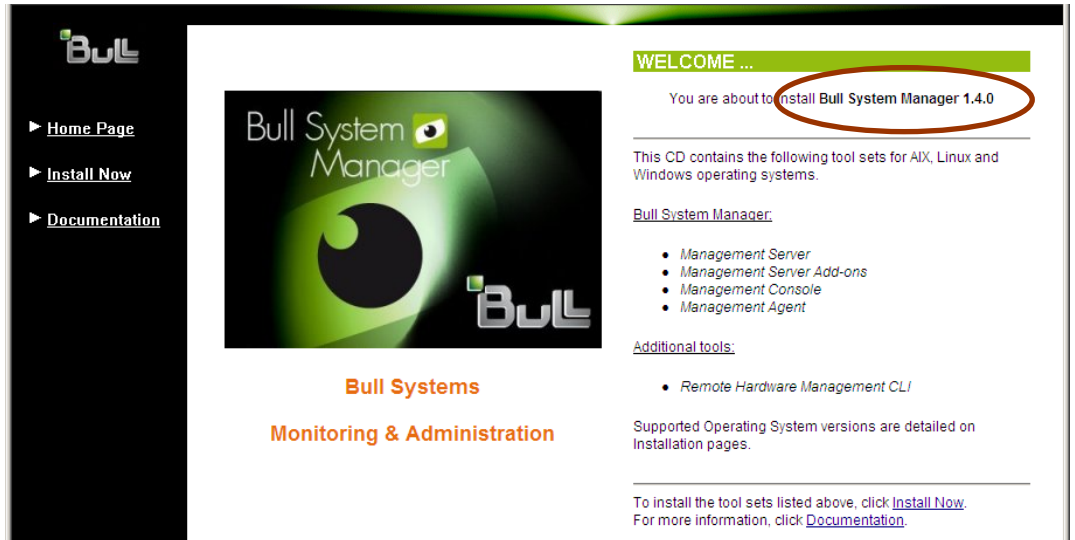 Bull
Home Page
Install Now
Documentation
Bull System
Manager
Bull
Bull Systems
Monitoring & Administration
WELCOME ...
You are about to install Bull System Manager 1.4.0
This CD contains the following tool sets for AIX, Linux and
Windows operating systems.
Bull System Manager:
● Management Server
● Management Server Add-ons
● Management Console
● Management Agent
Additional tools:
● Remote Hardware Management CLI
Supported Operating System versions are detailed on
Installation pages.
To install the tool sets listed above, click Install Now.
For more information, click Documentation.